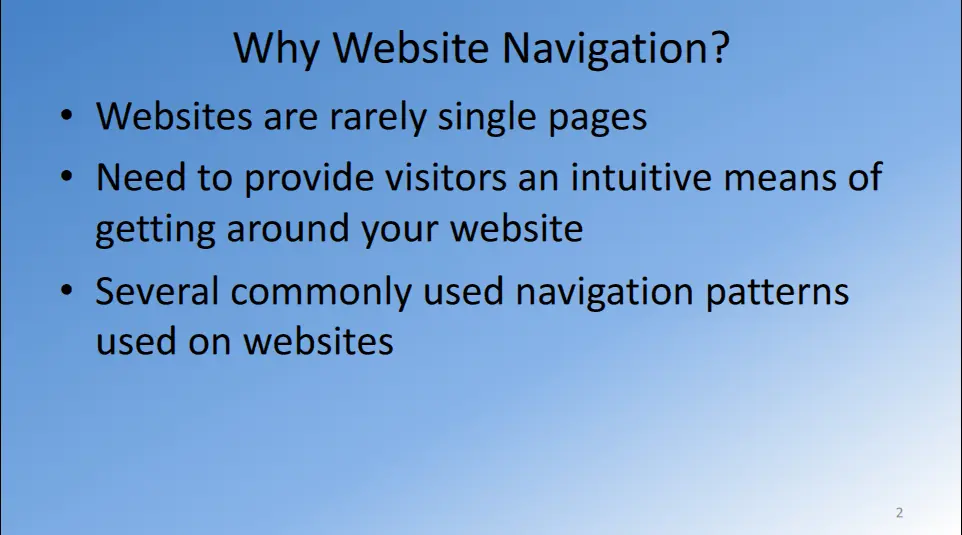 Why Website Navigation?
• Websites are rarely single pages
• Need to provide visitors an intuitive means of
getting around your website
• Several commonly used navigation patterns
used on websites
2